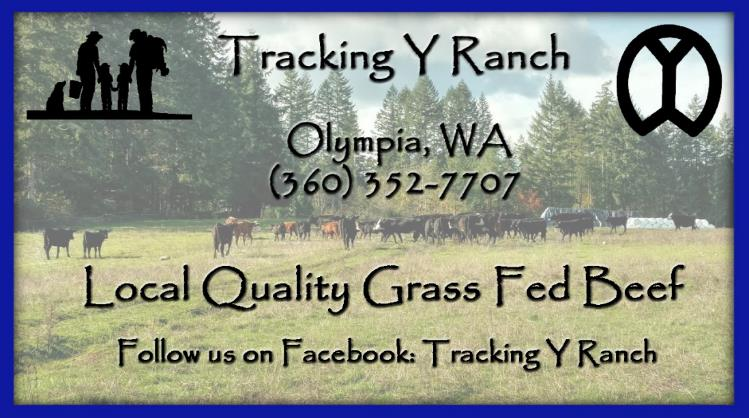 Tracking Y Ranch
Olympia, WA
(360) 352-7707
Local Quality Grass Fed Beef
Follow us on Facebook: Tracking Y Ranch